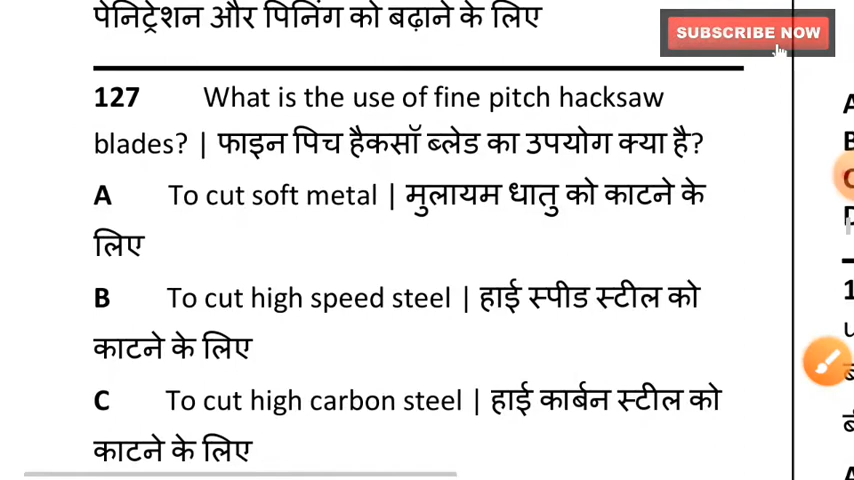 पेनिट्रेशन और पिनिंग को बढ़ाने के लिए
SUBSCRIBE NOW
127 What is the use of fine pitch hacksaw
blades? | फाइन पिच हैकसॉ ब्लेड का उपयोग क्या है?
A To cut soft metal | मुलायम धातु को काटने के
लिए
B To cut high speed steel | हाई स्पीड स्टील को
काटने के लिए
C To cut high carbon steel | हाई कार्बन स्टील को
काटने के लिए